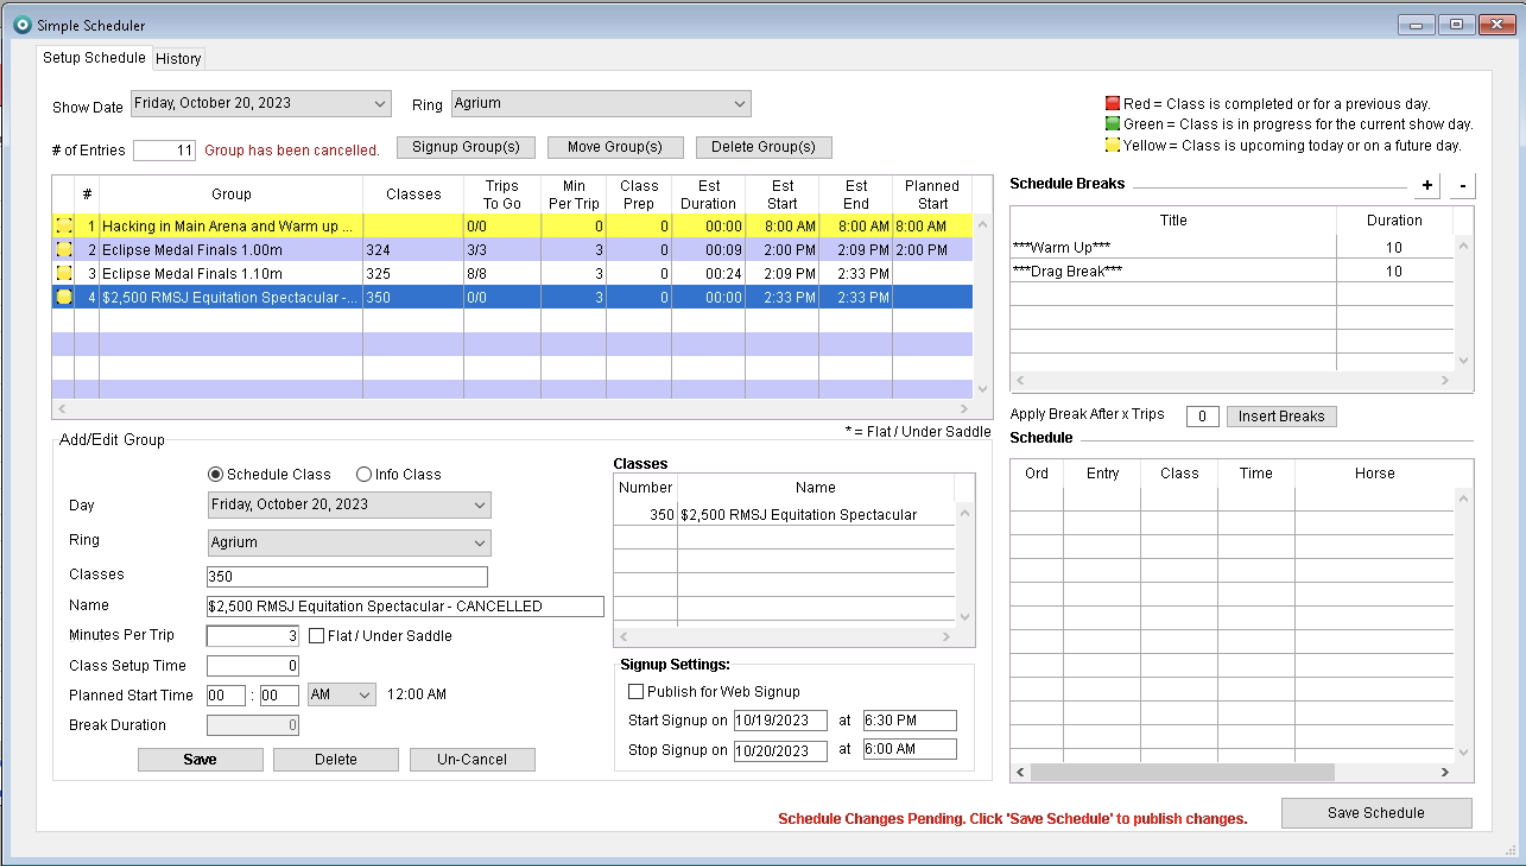 Simple Scheduler
Setup Schedule History
Show Date Friday, October 20, 2023 Ring Agrium
Red = Class is completed or for a previous day.
Green = Class is in progress for the current show day.
Yellow = Class is upcoming today or on a future day.
# of Entries 11 Group has been cancelled. Signup Group(s) Move Group(s) Delete Group(s)
# Group Classes Trips To Go Min Per Trip Class Prep Est Duration Est Start Est End Planned Start
1 Hacking in Main Arena and Warm up ... 0/0 0 0 00:00 8:00 AM 8:00 AM 8:00 AM
2 Eclipse Medal Finals 1.00m 324 3/3 3 0 00:09 2:00 PM 2:09 PM 2:00 PM
3 Eclipse Medal Finals 1.10m 325 8/8 3 0 00:24 2:09 PM 2:33 PM
4 $2,500 RMSJ Equitation Spectacular -... 350 0/0 3 0 00:00 2:33 PM 2:33 PM
* = Flat / Under Saddle
Schedule Breaks + -
Title Duration
***Warm Up*** 10
***Drag Break*** 10
Apply Break After x Trips 0 Insert Breaks
Schedule
Ord Entry Class Time Horse
Add/Edit Group
Schedule Class Info Class
Day Friday, October 20, 2023
Ring Agrium
Classes 350
Name $2,500 RMSJ Equitation Spectacular - CANCELLED
Minutes Per Trip 3 Flat / Under Saddle
Class Setup Time 0
Planned Start Time 00 : 00 AM 12:00 AM
Break Duration 0
Save Delete Un-Cancel
Classes
Number Name
350 $2,500 RMSJ Equitation Spectacular
Signup Settings:
Publish for Web Signup
Start Signup on 10/19/2023 at 6:30 PM
Stop Signup on 10/20/2023 at 6:00 AM
Schedule Changes Pending. Click 'Save Schedule' to publish changes. Save Schedule